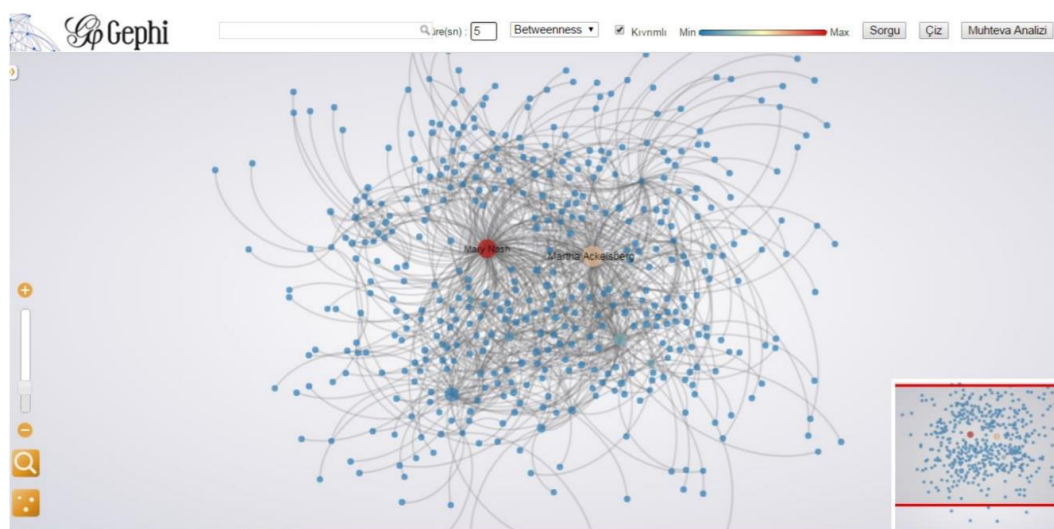 Gephi
üre(sn) : 5 Betweenness Kıvrımlı Min Max Sorgu Çiz Muhteva Analizi
Mary Nash
Martha Ackelsberg